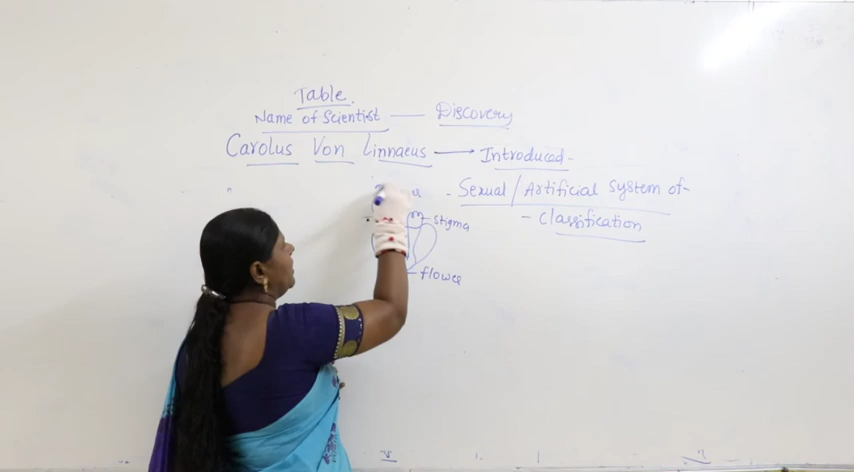 Table.
Name of Scientist — Discovery
Carolus Von Linnaeus → Introduced -
- Sexual / Artificial System of -
- Classification
Stigma
flower